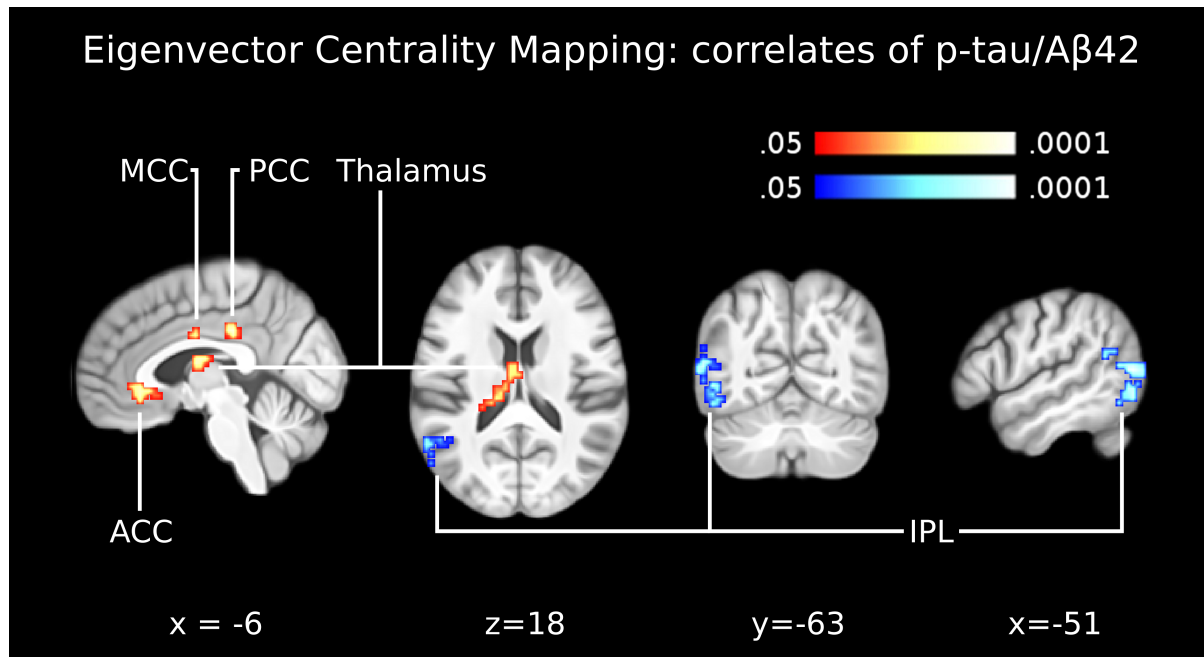 Eigenvector Centrality Mapping: correlates of p-tau/Aβ42
.05 .0001
.05 .0001
MCC PCC Thalamus
ACC IPL
x = -6 z=18 y=-63 x=-51